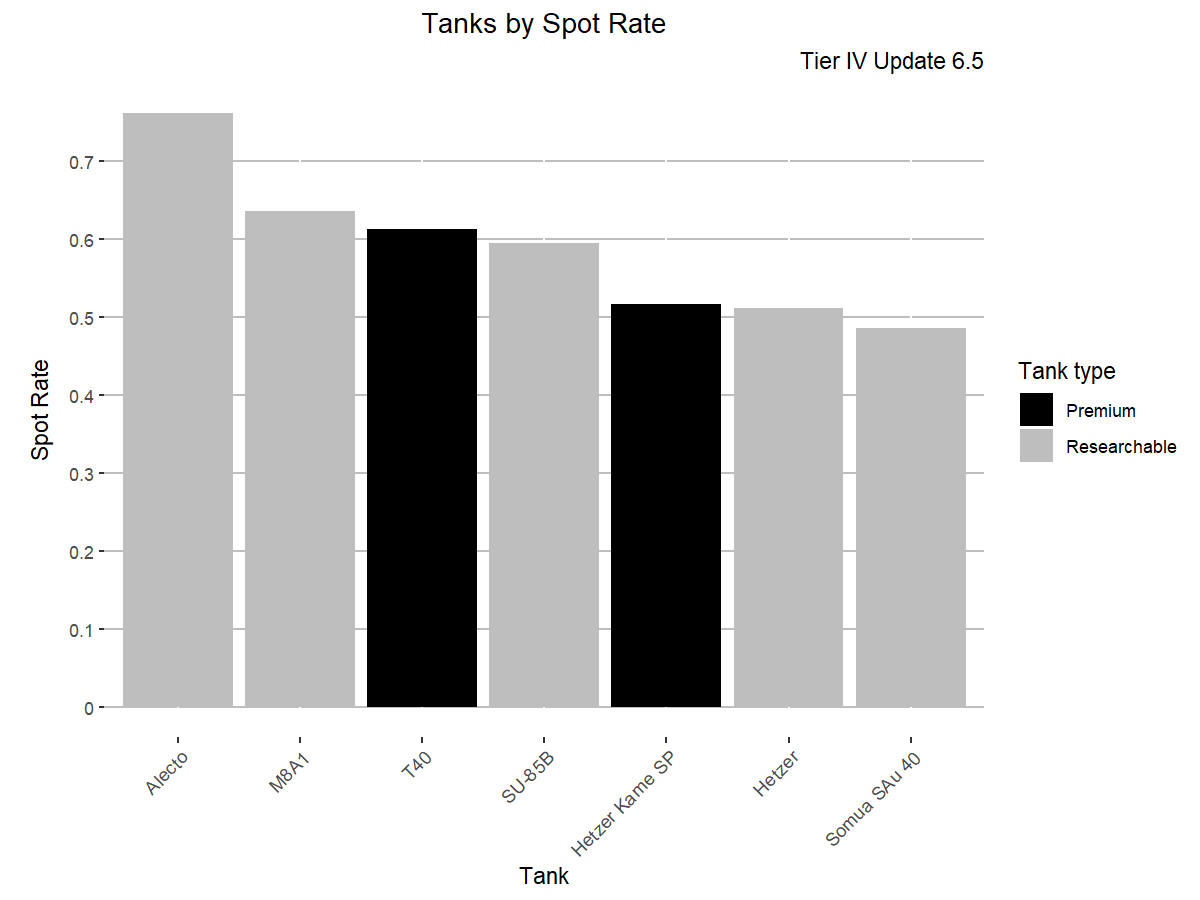 Tanks by Spot Rate
Tier IV Update 6.5
Spot Rate
0.7
0.6
0.5
0.4
0.3
0.2
0.1
0
Alecto
M8A1
T40
SU-85B
Hetzer Kame SP
Hetzer
Somua SAu 40
Tank
Tank type
Premium
Researchable